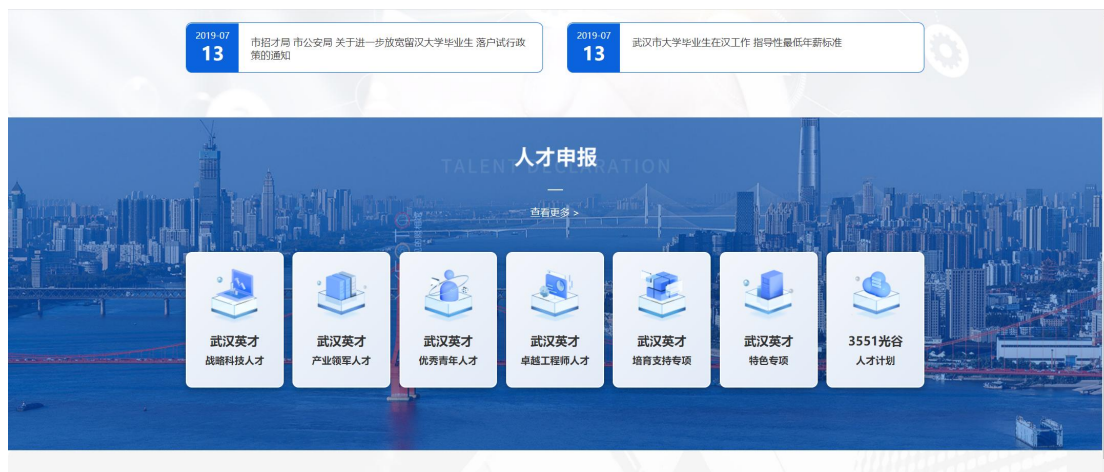 2019-07
13
市招才局 市公安局 关于进一步放宽留汉大学毕业生 落户试行政
策的通知
2019-07
13
武汉市大学毕业生在汉工作 指导性最低年薪标准
TALENT DECLARATION
人才申报
查看更多 >
武汉英才
战略科技人才
武汉英才
产业领军人才
武汉英才
优秀青年人才
武汉英才
卓越工程师人才
武汉英才
培育支持专项
武汉英才
特色专项
3551光谷
人才计划